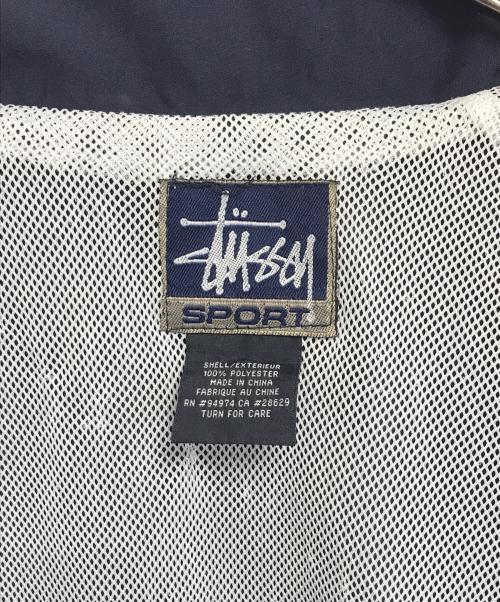 stüssy
SPORT
SHELL/EXTERIEUR
100% POLYESTER
MADE IN CHINA
FABRIQUE AU CHINE
RN #94974 CA #28629
TURN FOR CARE